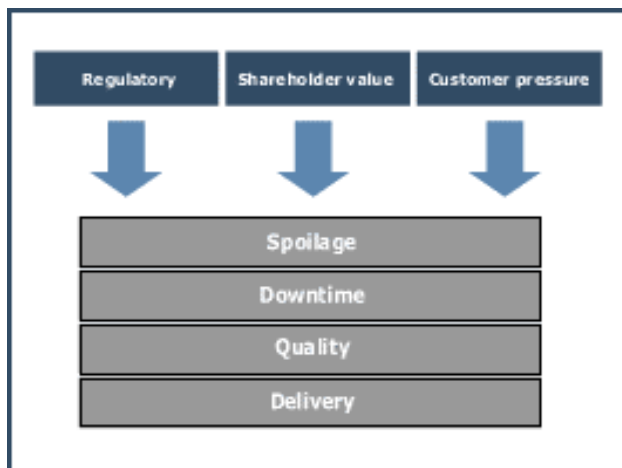 Regulatory Shareholder value Customer pressure
Spoilage
Downtime
Quality
Delivery